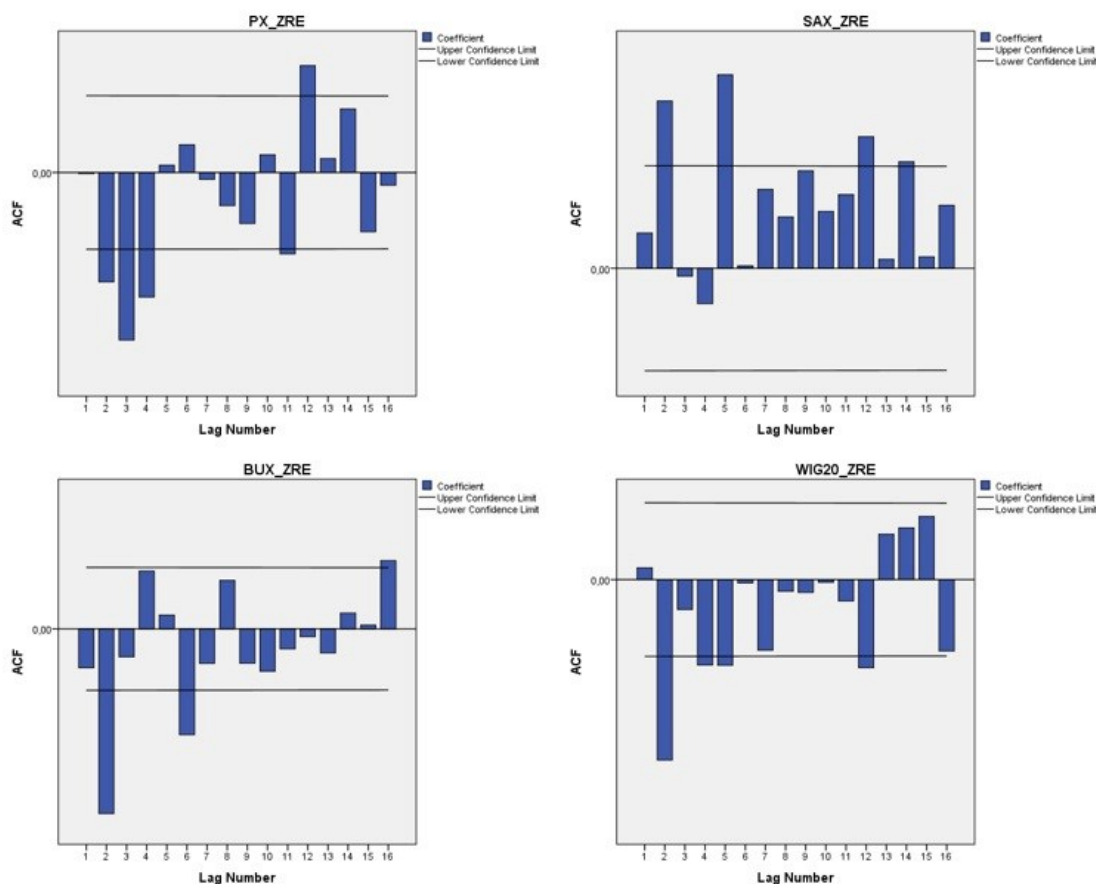 PX_ZRE
Coefficient
Upper Confidence Limit
Lower Confidence Limit
ACF
0,00
1 2 3 4 5 6 7 8 9 10 11 12 13 14 15 16
Lag Number
SAX_ZRE
Coefficient
Upper Confidence Limit
Lower Confidence Limit
ACF
0,00
1 2 3 4 5 6 7 8 9 10 11 12 13 14 15 16
Lag Number
BUX_ZRE
Coefficient
Upper Confidence Limit
Lower Confidence Limit
ACF
0,00
1 2 3 4 5 6 7 8 9 10 11 12 13 14 15 16
Lag Number
WIG20_ZRE
Coefficient
Upper Confidence Limit
Lower Confidence Limit
ACF
0,00
1 2 3 4 5 6 7 8 9 10 11 12 13 14 15 16
Lag Number